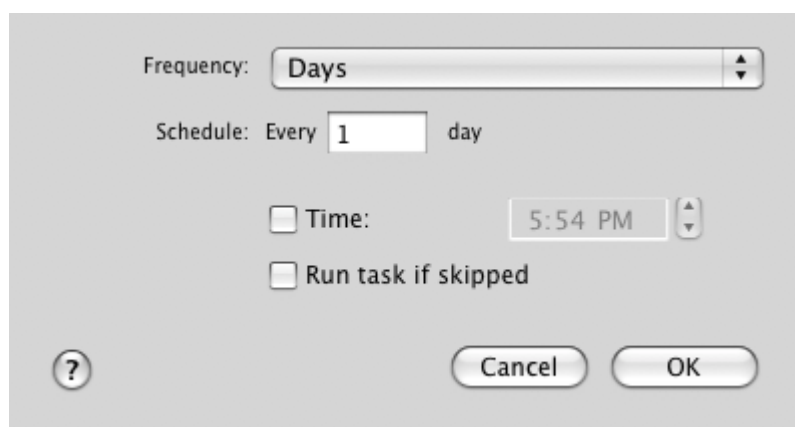 Frequency: Days
Schedule: Every 1 day
Time: 5:54 PM
Run task if skipped
? Cancel OK